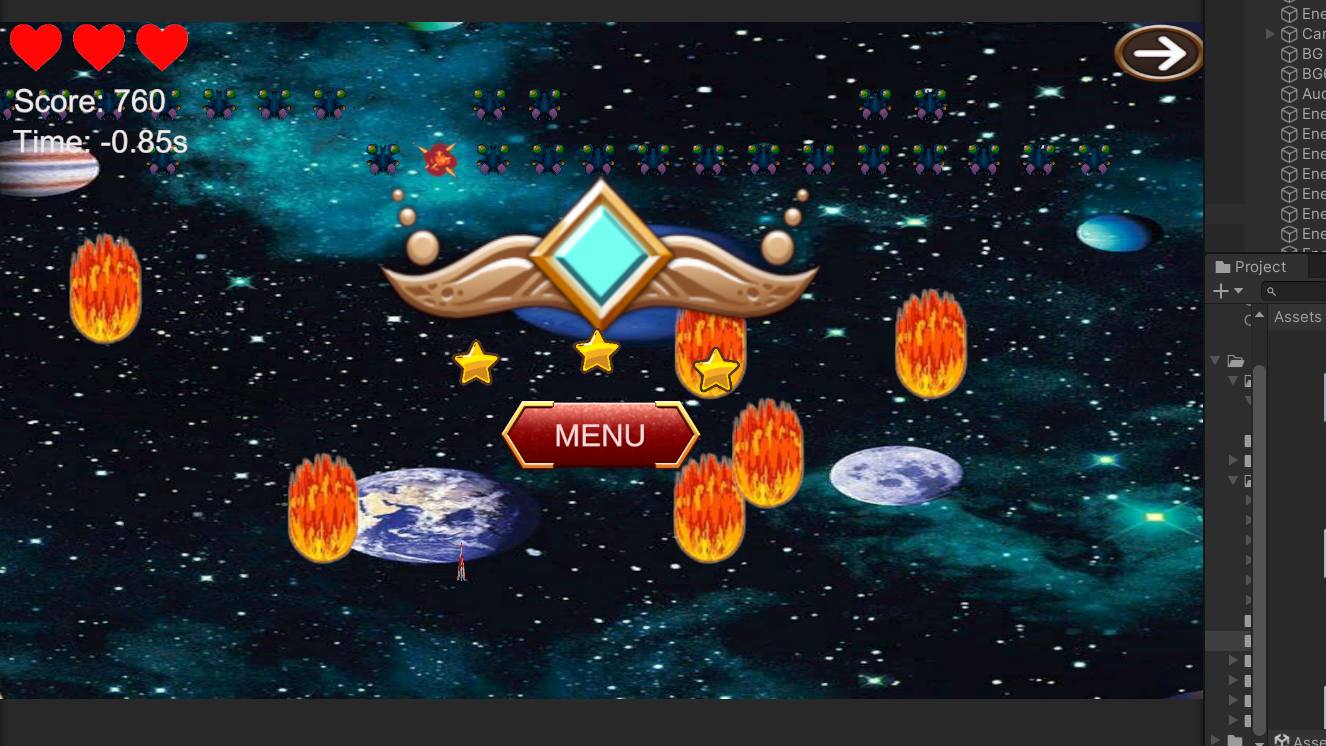 Score: 760
Time: -0.85s
MENU
Ene
Can
BG
BG
Aud
Ene
Ene
Ene
Ene
Ene
Ene
Ene
Project
Assets
Asse